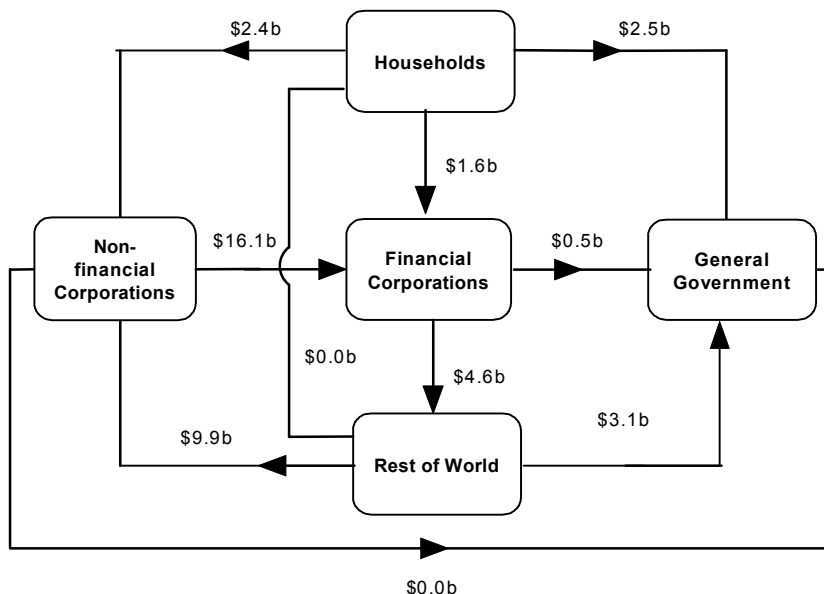 $2.4b
$2.5b
Households
$1.6b
Non-
financial
Corporations
$16.1b
Financial
Corporations
$0.5b
General
Government
$0.0b
$4.6b
$9.9b
$3.1b
Rest of World
$0.0b